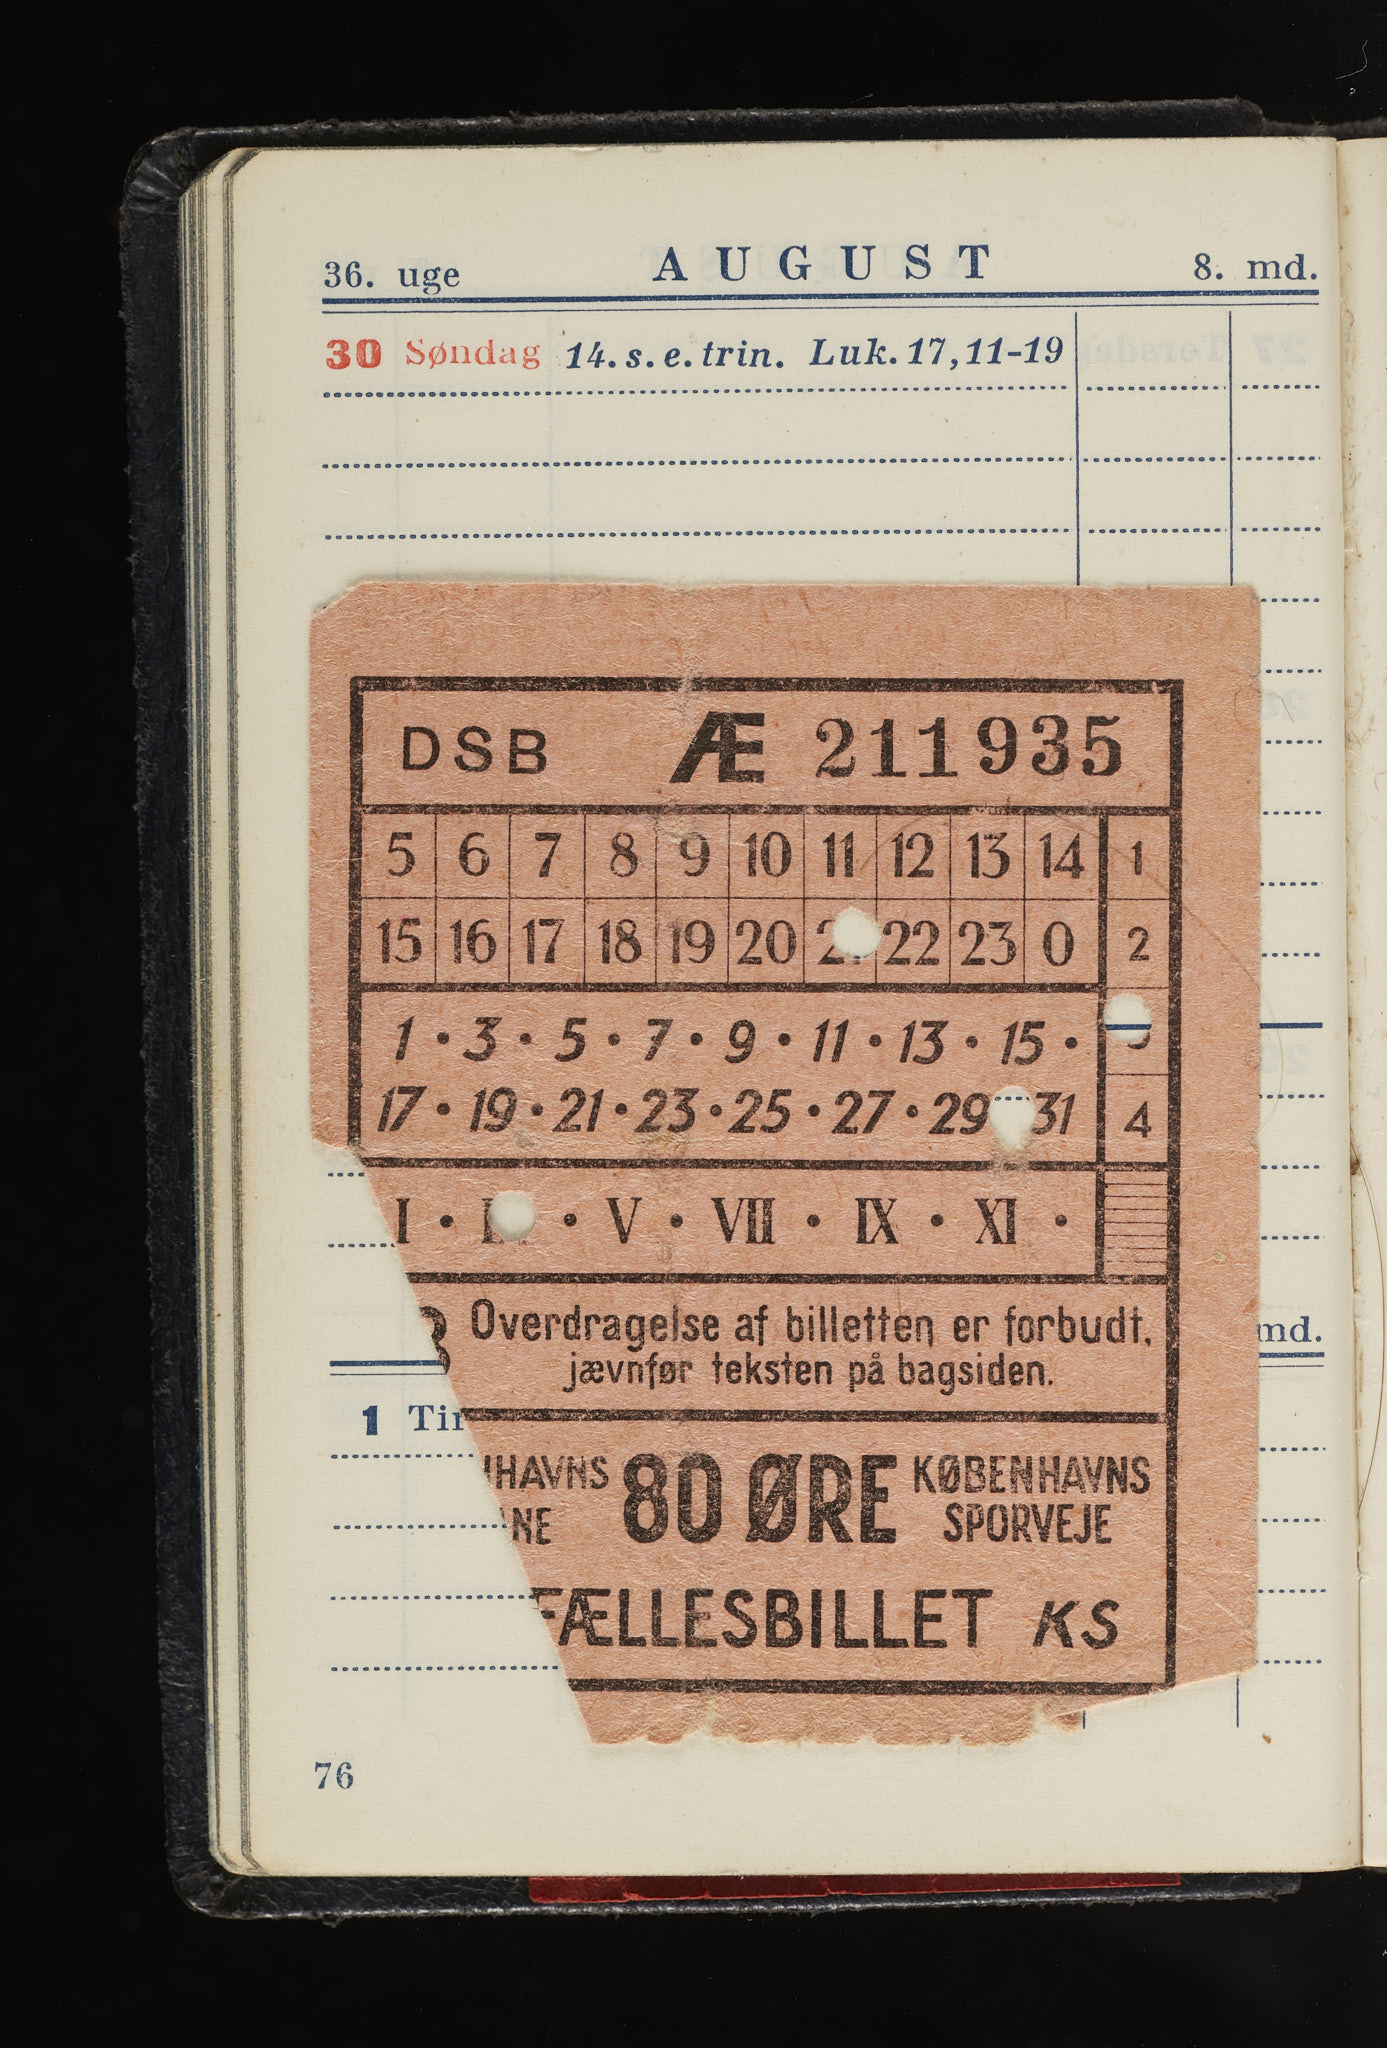 36. uge AUGUST 8. md.
30 Søndag 14. s. e. trin. Luk. 17, 11-19
DSB Æ 211935
5 6 7 8 9 10 11 12 13 14 1
15 16 17 18 19 20 22 23 0 2
1 • 3 • 5 • 7 • 9 • 11 • 13 • 15 •
17 • 19 • 21 • 23 • 25 • 27 • 29 31 4
I • • V • VII • IX • XI •
md.
Overdragelse af billetten er forbudt,
jævnfør teksten på bagsiden.
1
HAVNS 80 ØRE KØBENHAVNS
NE SPORVEJE
FÆLLESBILLET KS
76